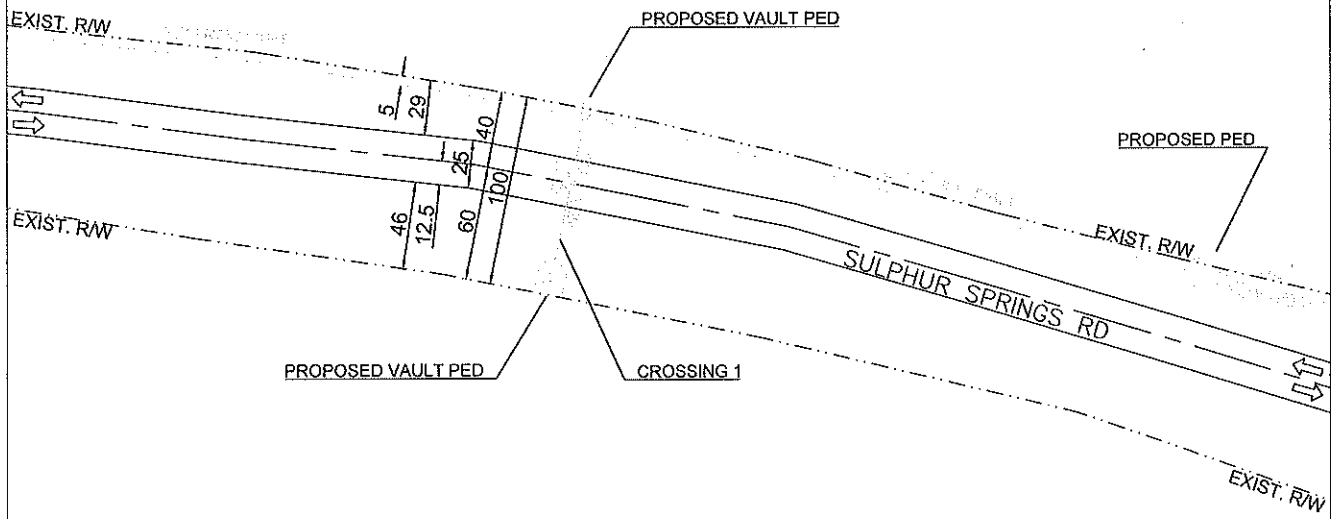 EXIST. R/W
PROPOSED VAULT PED
5
29
40
25
100
46
12.5
60
PROPOSED PED
EXIST. R/W
EXIST. R/W
SULPHUR SPRINGS RD
PROPOSED VAULT PED
CROSSING 1
EXIST. R/W